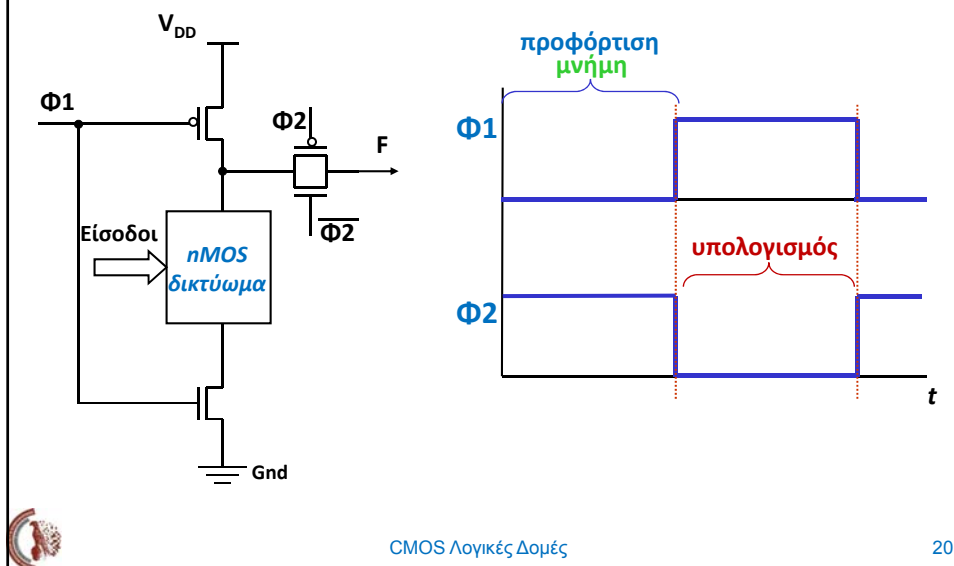 V_DD
Φ1
Φ2
F
Φ2
Είσοδοι
nMOS
δικτύωμα
Gnd
προφόρτιση
μνήμη
Φ1
υπολογισμός
Φ2
t
CMOS Λογικές Δομές
20